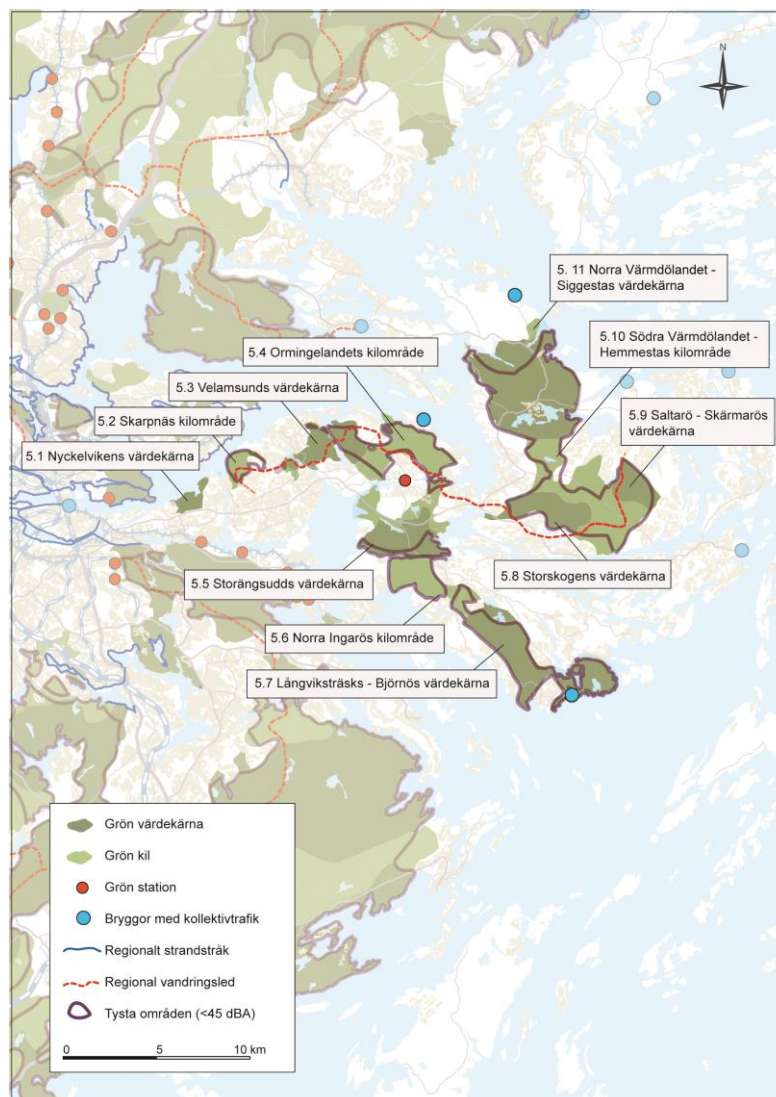 N
5. 11 Norra Värmdölandet -
Siggestas värdekärna
5.10 Södra Värmdölandet -
Hemmestas kilområde
5.4 Ormingelandets kilområde
5.3 Velamsunds värdekärna
5.9 Saltarö - Skärmarös
värdekärna
5.2 Skarpnäs kilområde
5.1 Nyckelvikens värdekärna
5.8 Storskogens värdekärna
5.5 Storängsudds värdekärna
5.6 Norra Ingarös kilområde
5.7 Långviksträsks - Björnös värdekärna
Grön värdekärna
Grön kil
Grön station
Bryggor med kollektivtrafik
Regionalt strandstråk
Regional vandringsled
Tysta områden (<45 dBA)
0 5 10 km